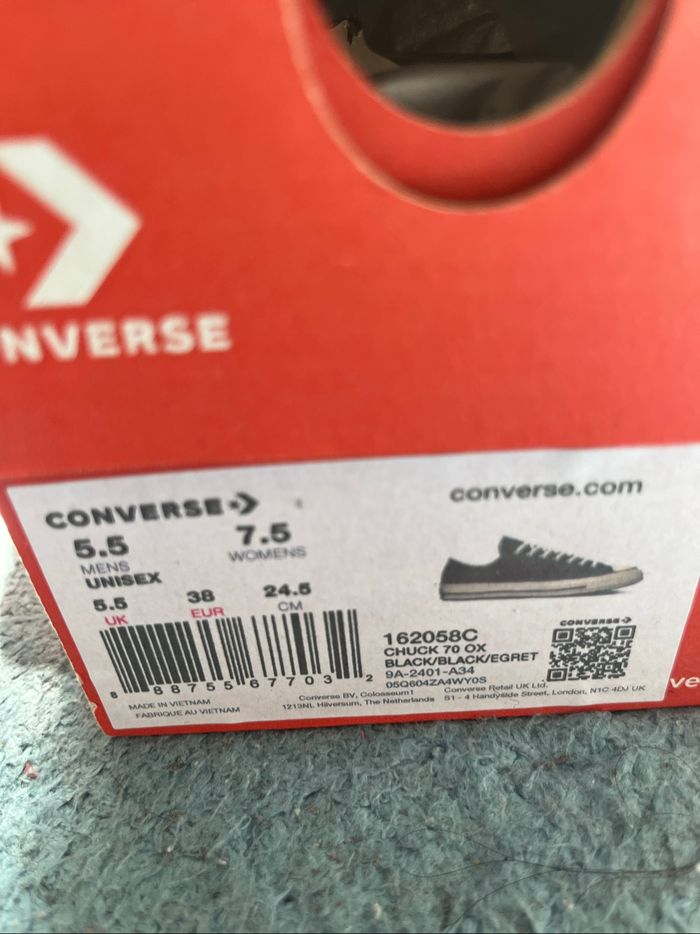 NVERSE
CONVERSE
converse.com
5.5 7.5
MENS WOMENS
UNISEX
5.5 38 24.5
UK EUR CM
8 88755 67703 2
162058C
CHUCK 70 OX
BLACK/BLACK/EGRET
9A-2401-A34
05Q604ZA4WY0S
CONVERSE
MADE IN VIETNAM
FABRIQUE AU VIETNAM
Converse BV, Colosseum1
1213NL Hilversum, The Netherlands
Converse Retail UK Ltd.
S1 - 4 Handyside Street, London, N1C 4DJ UK
ve